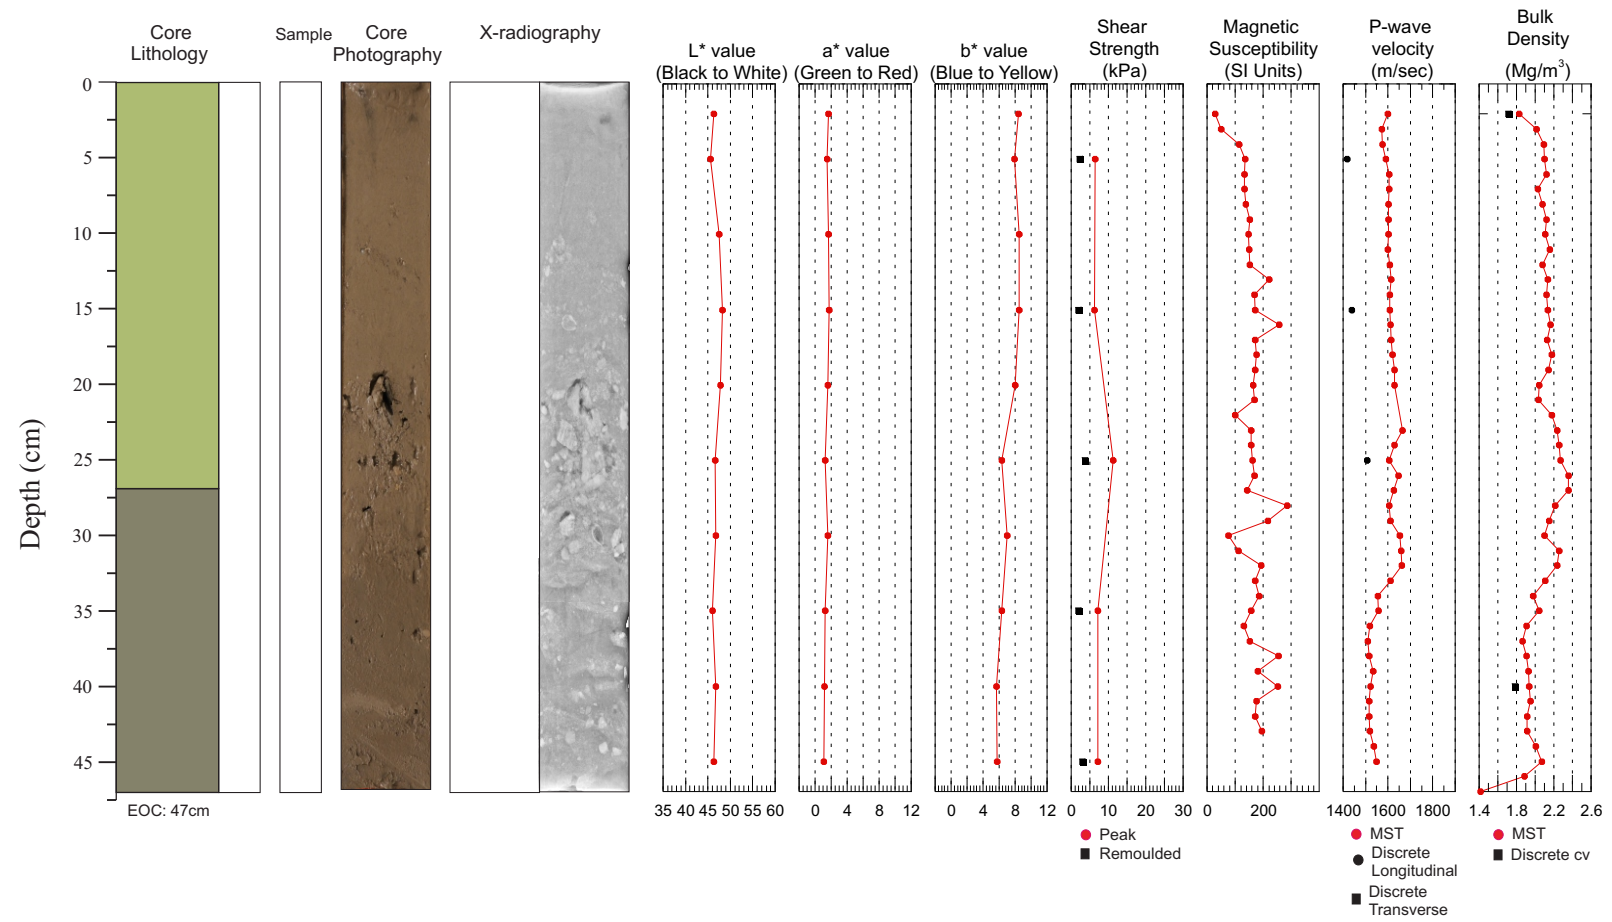 Core
Lithology
Sample
Core
Photography
X-radiography
L* value
(Black to White)
a* value
(Green to Red)
b* value
(Blue to Yellow)
Shear
Strength
(kPa)
Magnetic
Susceptibility
(SI Units)
P-wave
velocity
(m/sec)
Bulk
Density
(Mg/m³)
Depth (cm)
0
5
10
15
20
25
30
35
40
45
EOC: 47cm
35 40 45 50 55 60
0 4 8 12
0 4 8 12
0 10 20 30
0 200
1400 1600 1800
1.4 1.8 2.2 2.6
Peak
Remoulded
MST
Discrete
Longitudinal
Discrete
Transverse
MST
Discrete cv